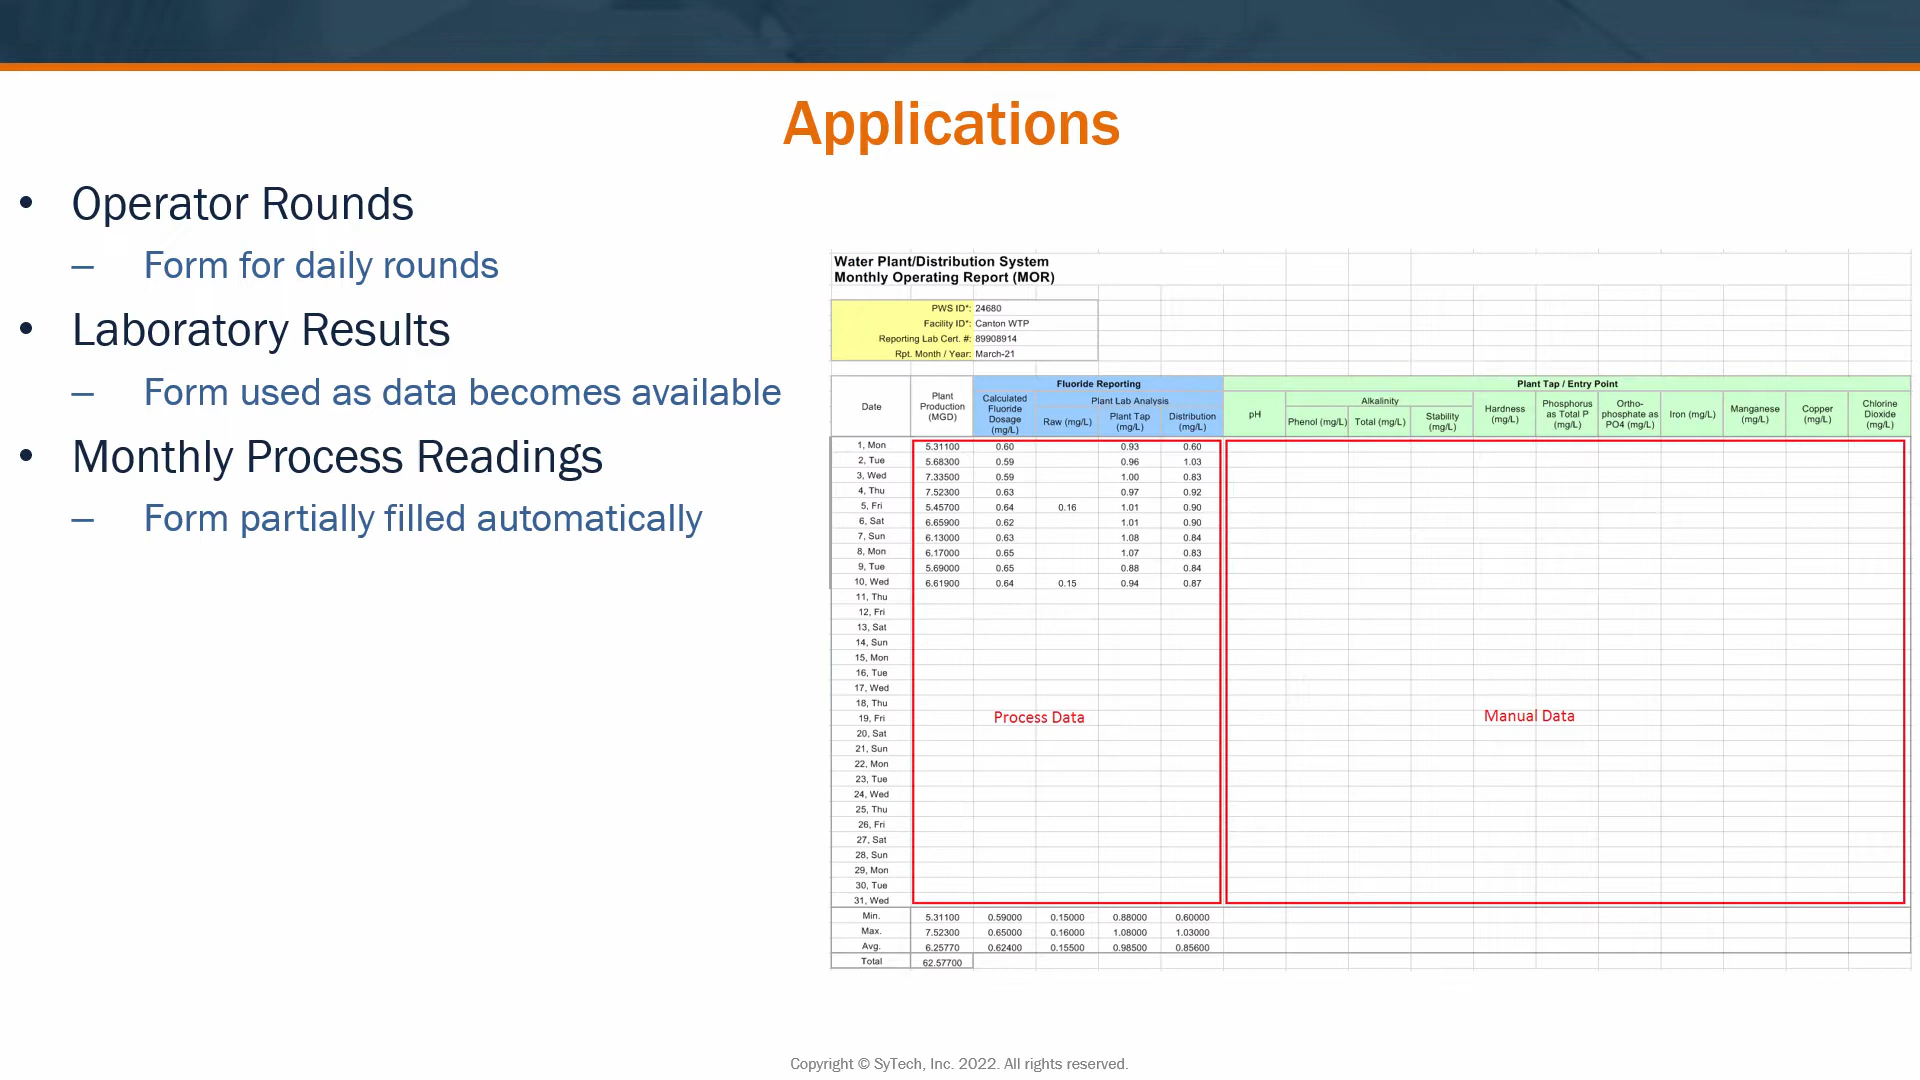 Applications
• Operator Rounds
– Form for daily rounds
• Laboratory Results
– Form used as data becomes available
• Monthly Process Readings
– Form partially filled automatically
Water Plant/Distribution System
Monthly Operating Report (MOR)
PWS ID*: 24680
Facility ID*: Canton WTP
Reporting Lab Cert. #: 89908914
Rpt. Month / Year: March-21
Date
Plant
Production
(MGD)
Fluoride Reporting
Calculated
Fluoride
Dosage
(mg/L)
Plant Lab Analysis
Raw (mg/L)
Plant Tap
(mg/L)
Distribution
(mg/L)
Plant Tap / Entry Point
pH
Alkalinity
Phenol (mg/L)
Total (mg/L)
Stability
(mg/L)
Hardness
(mg/L)
Phosphorus
as Total P
(mg/L)
Ortho-
phosphate as
PO4 (mg/L)
Iron (mg/L)
Manganese
(mg/L)
Copper
(mg/L)
Chlorine
Dioxide
(mg/L)
1, Mon 5.31100 0.60 0.93 0.60
2, Tue 5.68300 0.59 0.96 1.03
3, Wed 7.33500 0.59 1.00 0.83
4, Thu 7.52300 0.63 0.97 0.92
5, Fri 5.45700 0.64 0.16 1.01 0.90
6, Sat 6.65900 0.62 1.01 0.90
7, Sun 6.13000 0.63 1.08 0.84
8, Mon 6.17000 0.65 1.07 0.83
9, Tue 5.69000 0.65 0.88 0.84
10, Wed 6.61900 0.64 0.15 0.94 0.87
11, Thu
12, Fri
13, Sat
14, Sun
15, Mon
16, Tue
17, Wed
18, Thu
19, Fri Process Data Manual Data
20, Sat
21, Sun
22, Mon
23, Tue
24, Wed
25, Thu
26, Fri
27, Sat
28, Sun
29, Mon
30, Tue
31, Wed
Min. 5.31100 0.59000 0.15000 0.88000 0.60000
Max. 7.52300 0.65000 0.16000 1.08000 1.03000
Avg. 6.25770 0.62400 0.15500 0.98500 0.85600
Total 62.57700
Copyright © SyTech, Inc. 2022. All rights reserved.